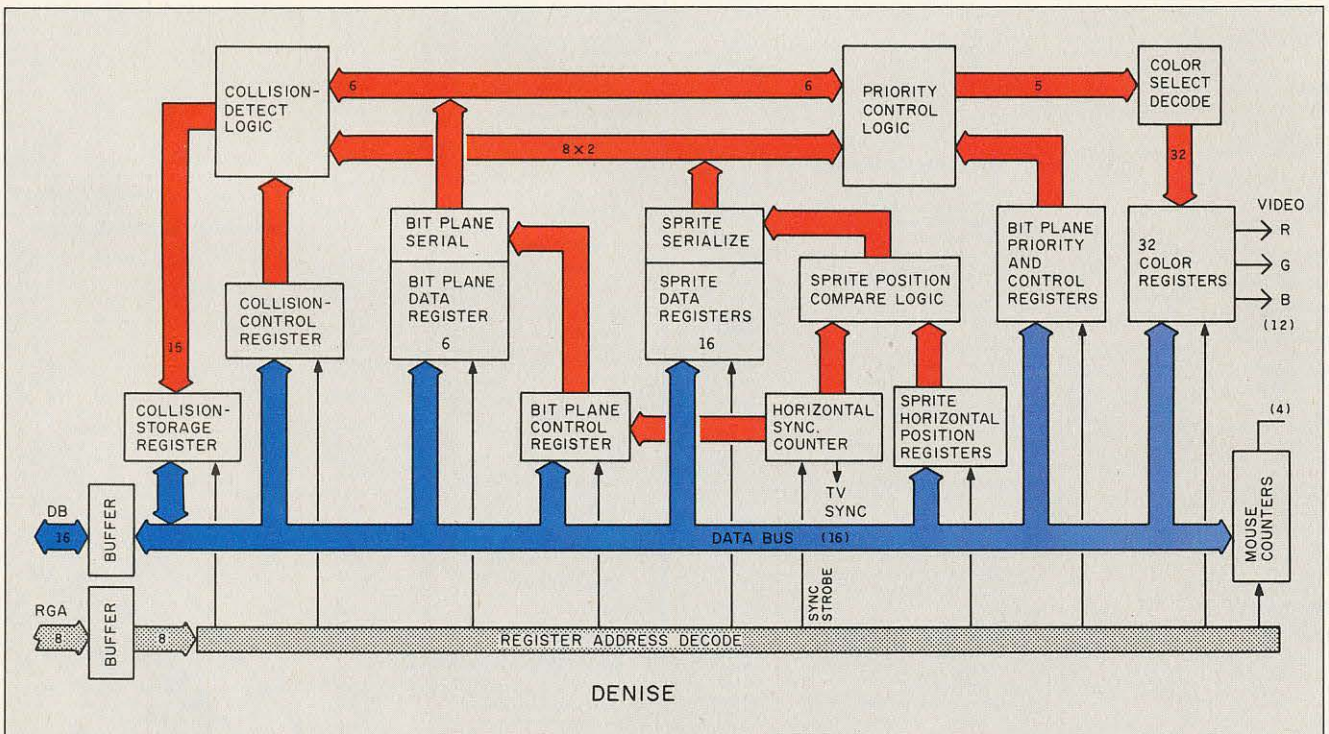 COLLISION-
DETECT
LOGIC
6
6
PRIORITY
CONTROL
LOGIC
5
COLOR
SELECT
DECODE
8 X 2
32
15
COLLISION-
CONTROL
REGISTER
BIT PLANE
SERIAL
BIT PLANE
DATA
REGISTER
6
SPRITE
SERIALIZE
SPRITE
DATA
REGISTERS
16
SPRITE POSITION
COMPARE LOGIC
BIT PLANE
PRIORITY
AND
CONTROL
REGISTERS
32
COLOR
REGISTERS
VIDEO
R
G
B
(12)
COLLISION-
STORAGE
REGISTER
BIT PLANE
CONTROL
REGISTER
HORIZONTAL
SYNC.
COUNTER
SPRITE
HORIZONTAL
POSITION
REGISTERS
(4)
TV
SYNC
MOUSE
COUNTERS
DB
16
BUFFER
DATA BUS (16)
SYNC
STROBE
RGA
8
BUFFER
8
REGISTER ADDRESS DECODE
DENISE